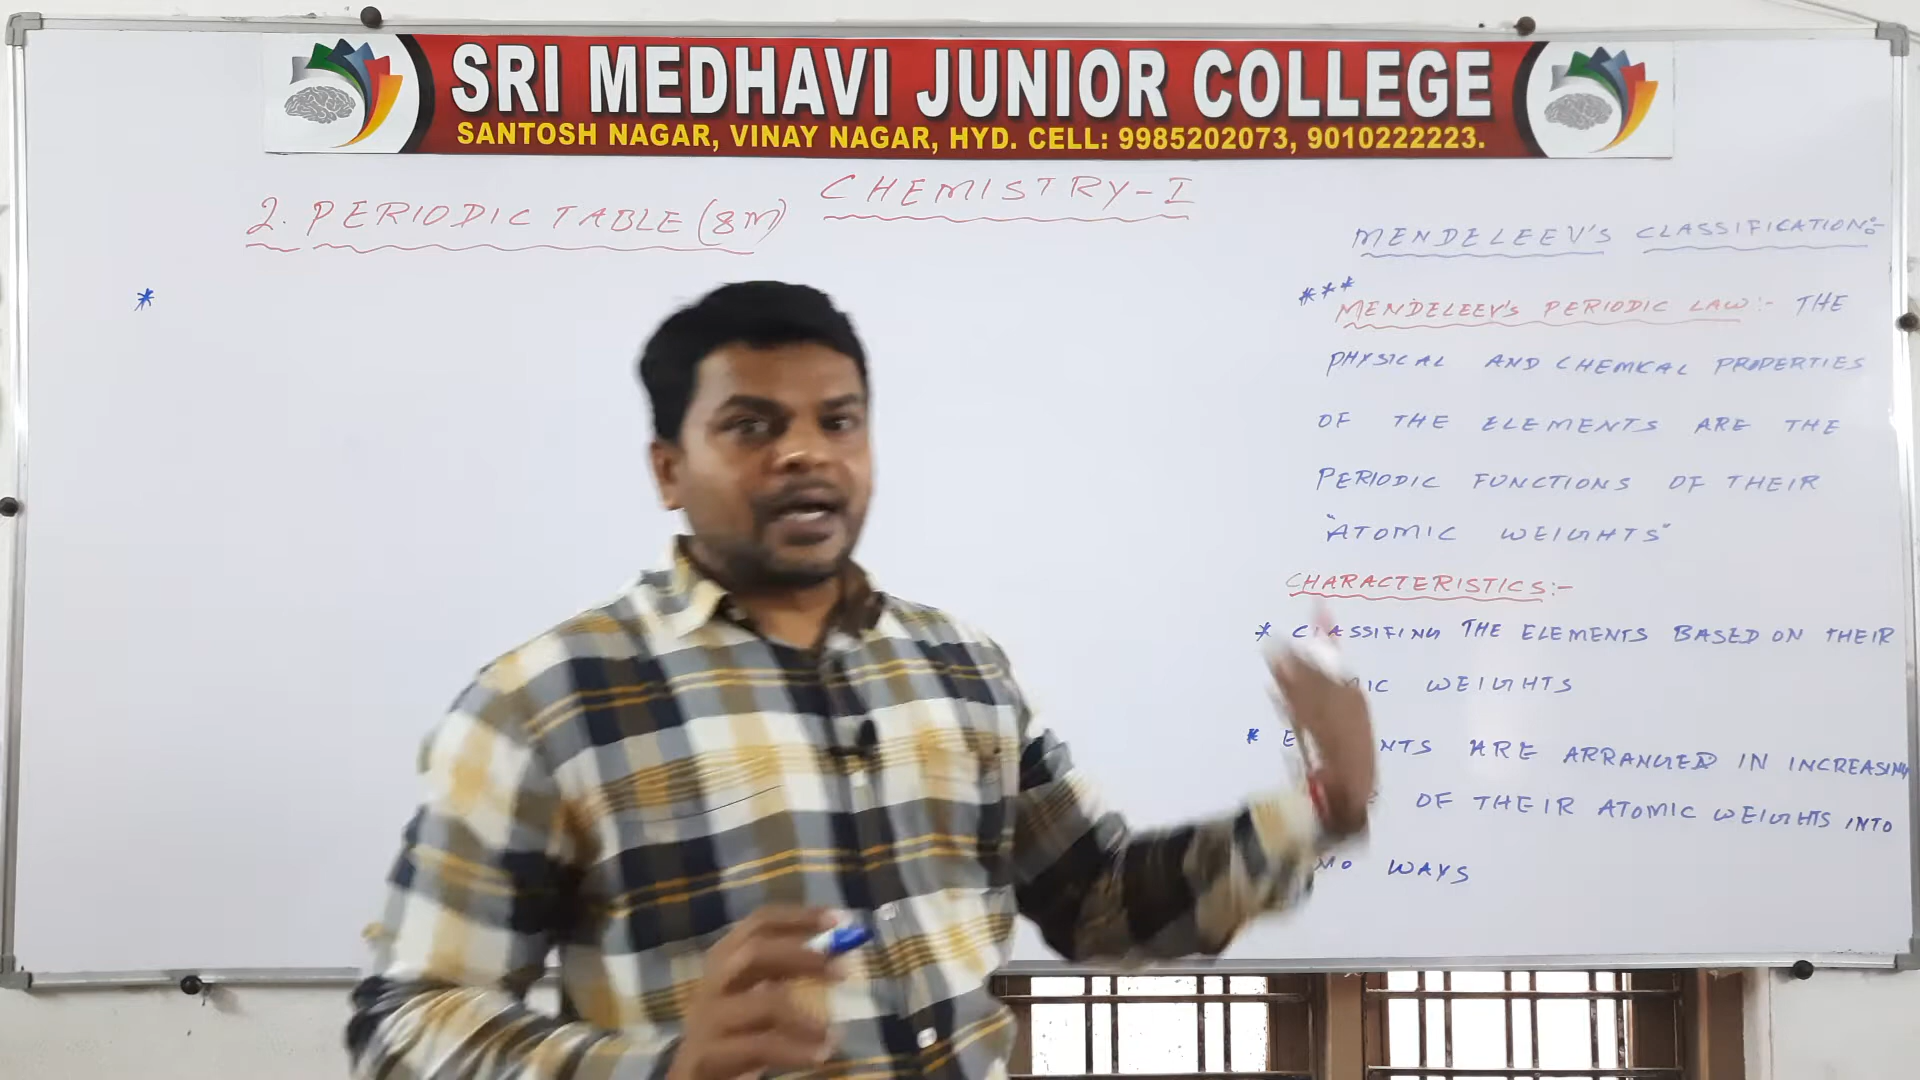 SRI MEDHAVI JUNIOR COLLEGE
SANTOSH NAGAR, VINAY NAGAR, HYD. CELL: 9985202073, 9010222223.
CHEMISTRY-I
2. PERIODIC TABLE (8M)
*
MENDELEEV'S CLASSIFICATION:-
*** MENDELEEV'S PERIODIC LAW:- THE
PHYSICAL AND CHEMICAL PROPERTIES
OF THE ELEMENTS ARE THE
PERIODIC FUNCTIONS OF THEIR
"ATOMIC WEIGHTS"
CHARACTERISTICS:-
* THE ELEMENTS BASED ON THEIR
WEIGHTS
* ARE ARRANGED IN INCREASING
OF THEIR ATOMIC WEIGHTS INTO
WAYS